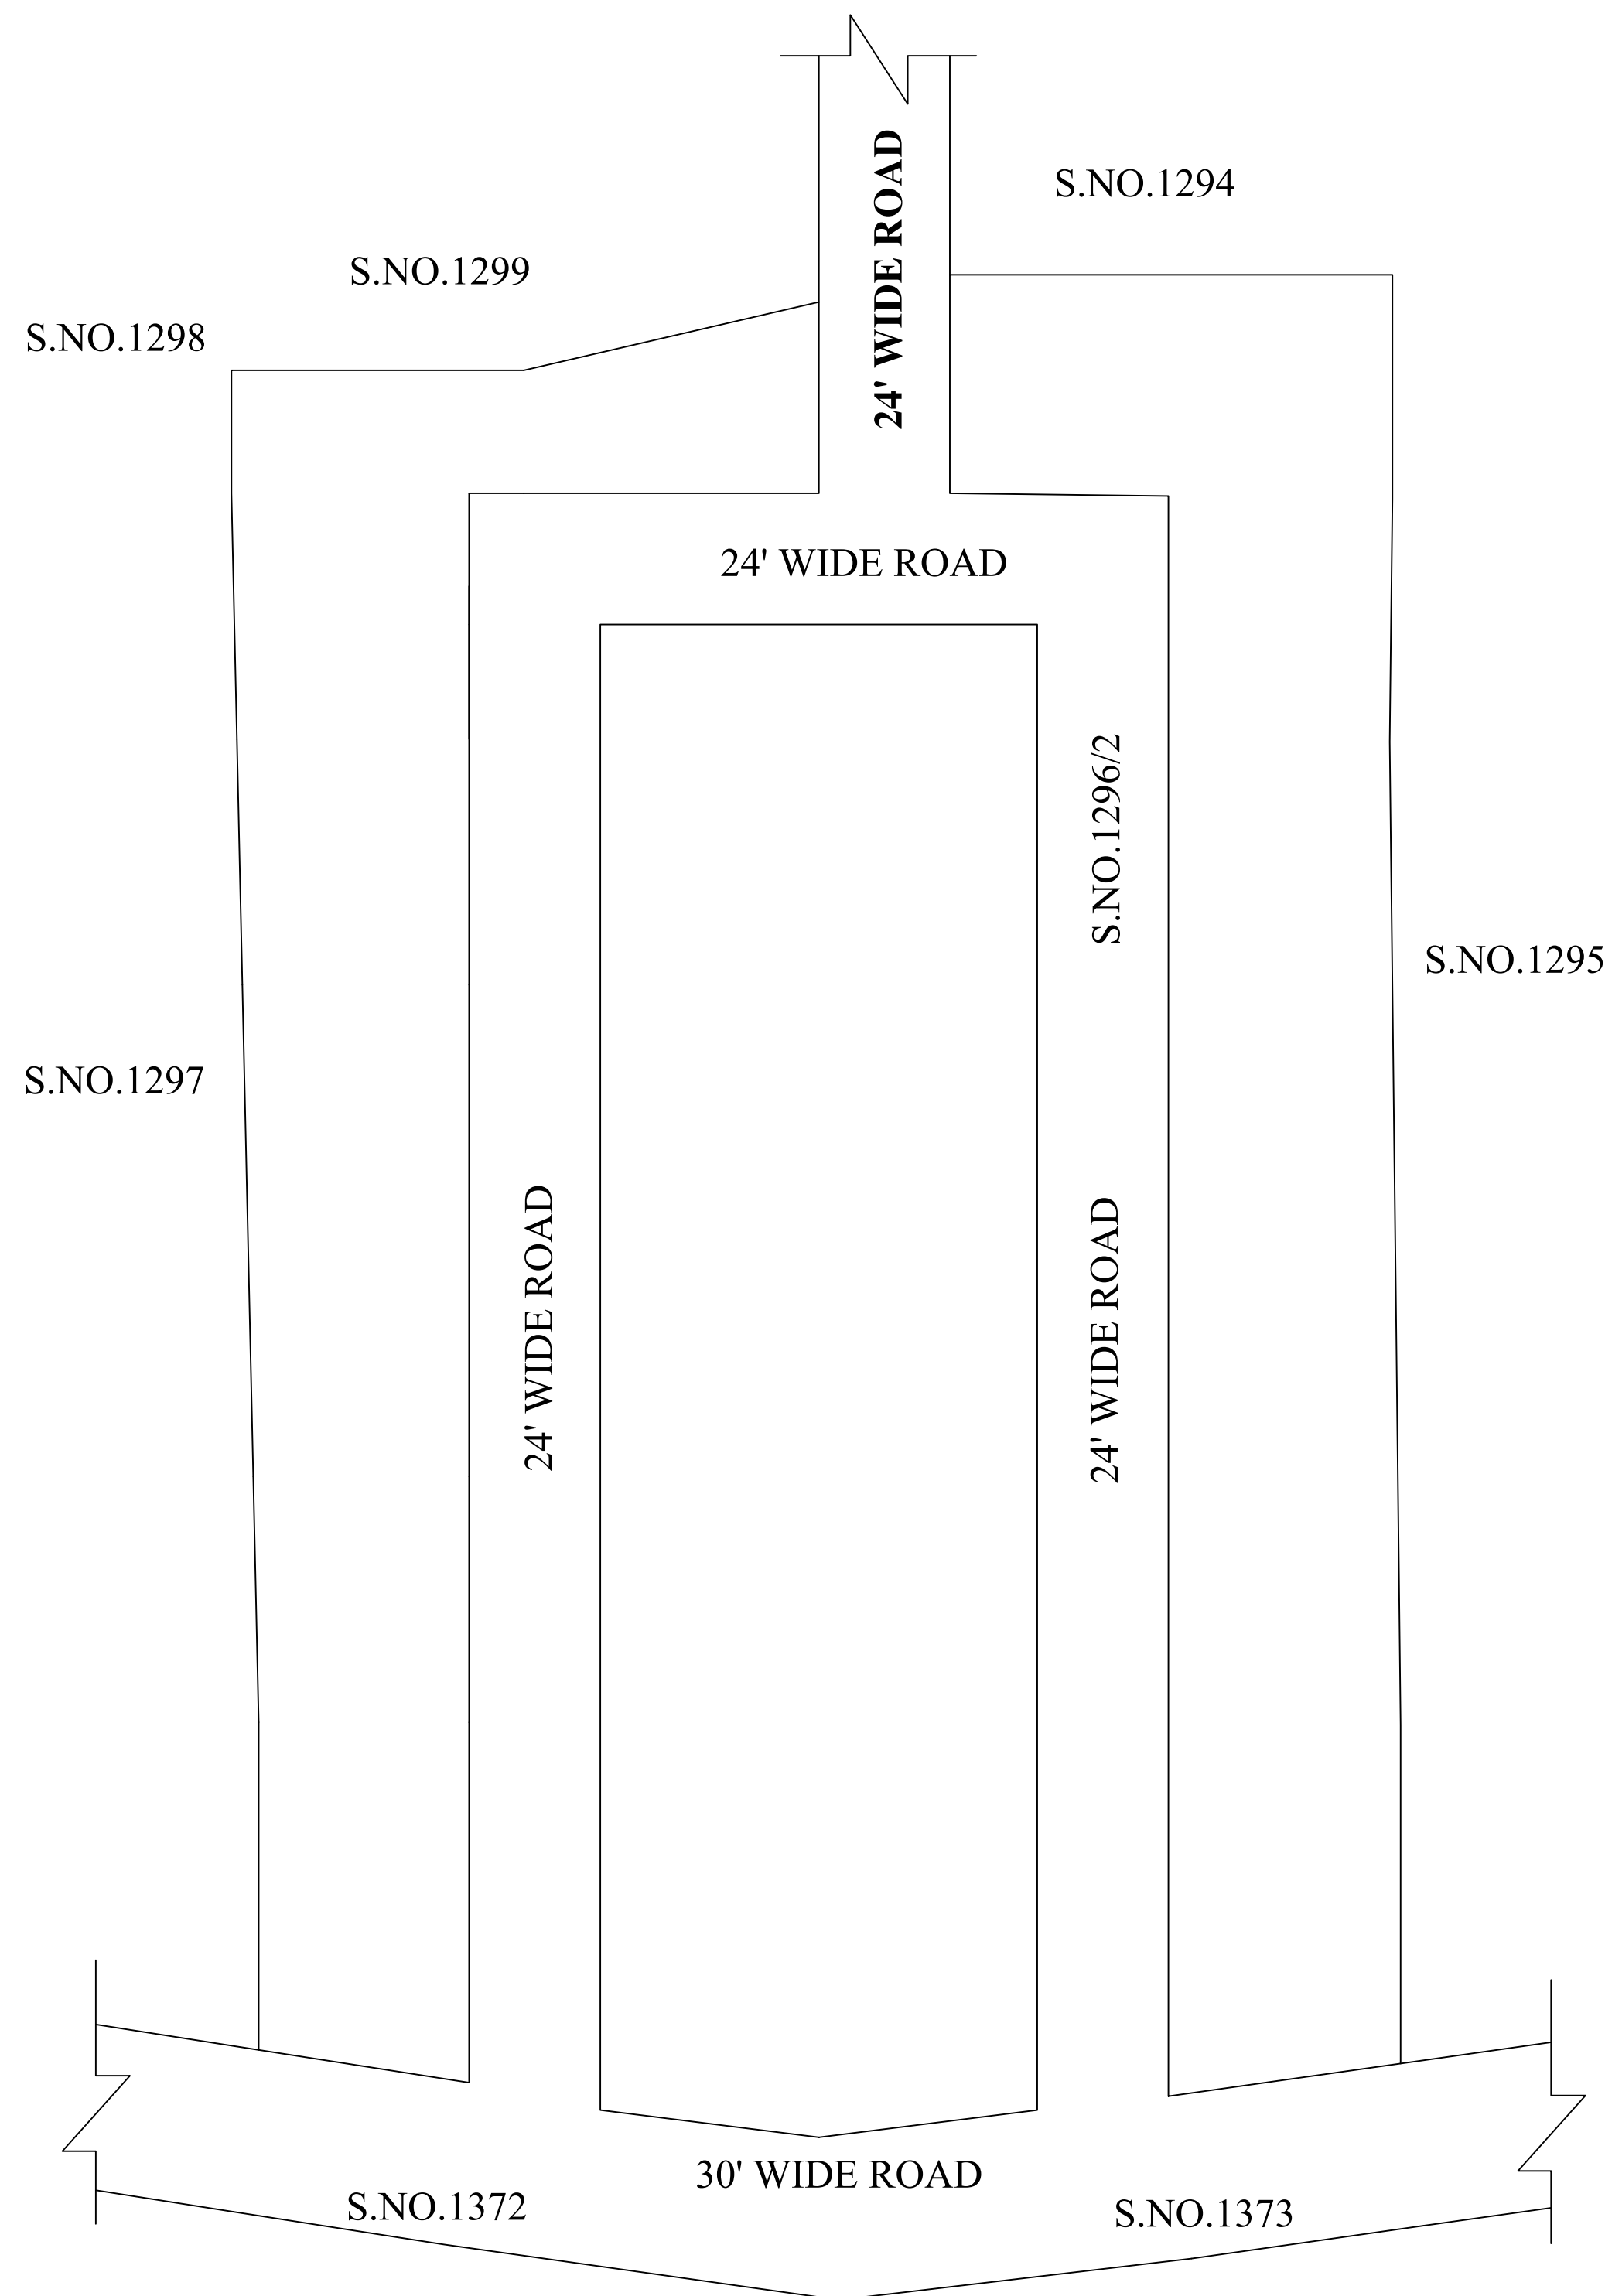 24' WIDE ROAD
S.NO.1294
S.NO.1299
S.NO.1298
24' WIDE ROAD
S.NO.1296/2
S.NO.1295
S.NO.1297
24' WIDE ROAD
24' WIDE ROAD
30' WIDE ROAD
S.NO.1372
S.NO.1373